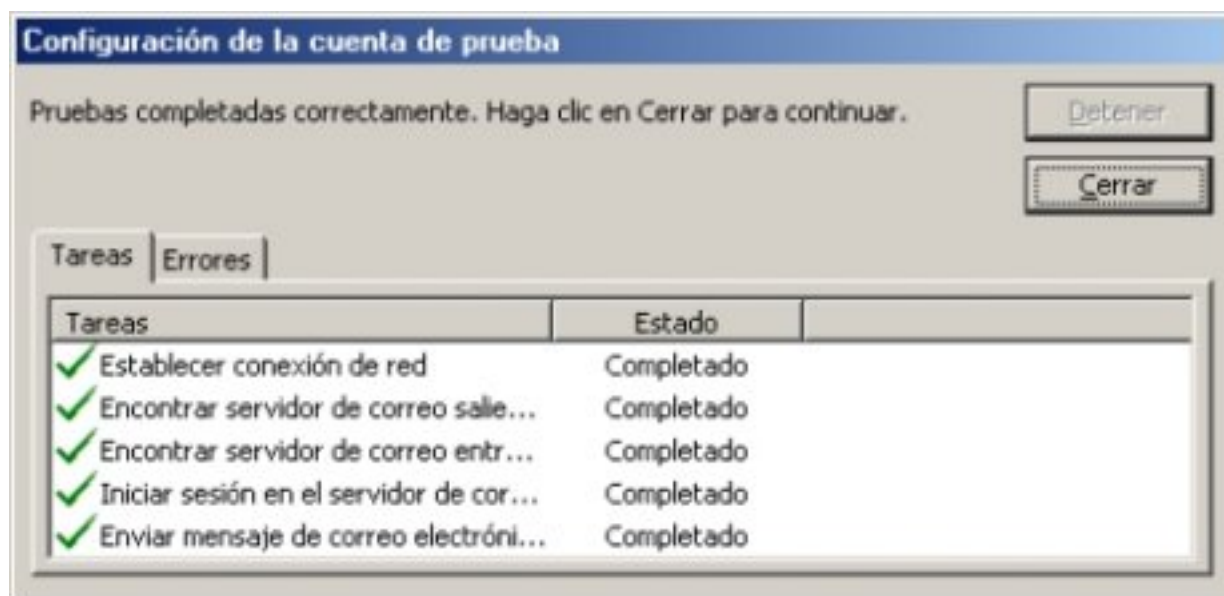 Configuración de la cuenta de prueba
Pruebas completadas correctamente. Haga clic en Cerrar para continuar.
Detener
Cerrar
Tareas Errores
Tareas Estado
Establecer conexión de red Completado
Encontrar servidor de correo salie... Completado
Encontrar servidor de correo entr... Completado
Iniciar sesión en el servidor de cor... Completado
Enviar mensaje de correo electróni... Completado